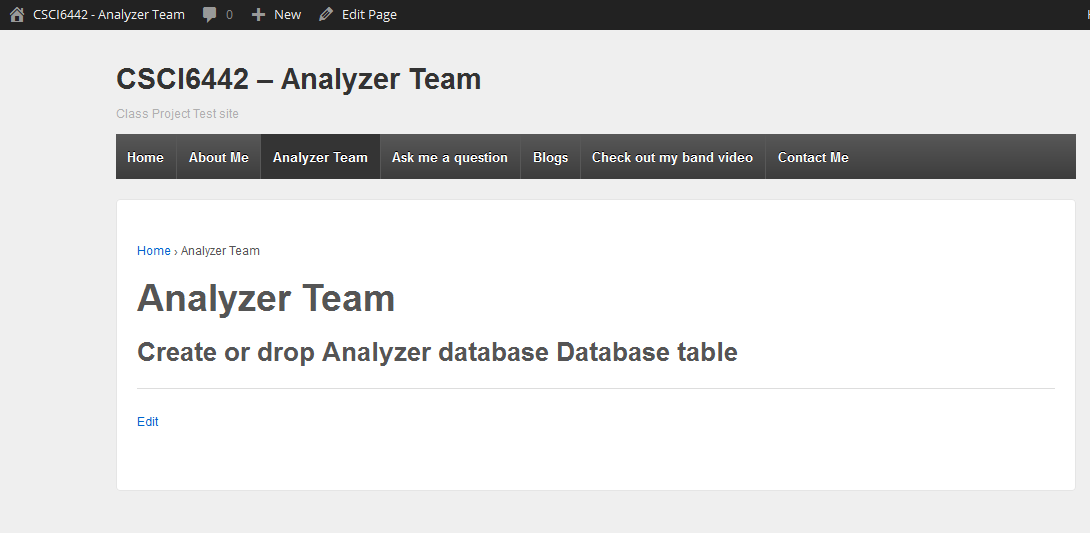 CSCI6442 - Analyzer Team 0 New Edit Page
CSCI6442 – Analyzer Team
Class Project Test site
Home About Me Analyzer Team Ask me a question Blogs Check out my band video Contact Me
Home › Analyzer Team
Analyzer Team
Create or drop Analyzer database Database table
Edit